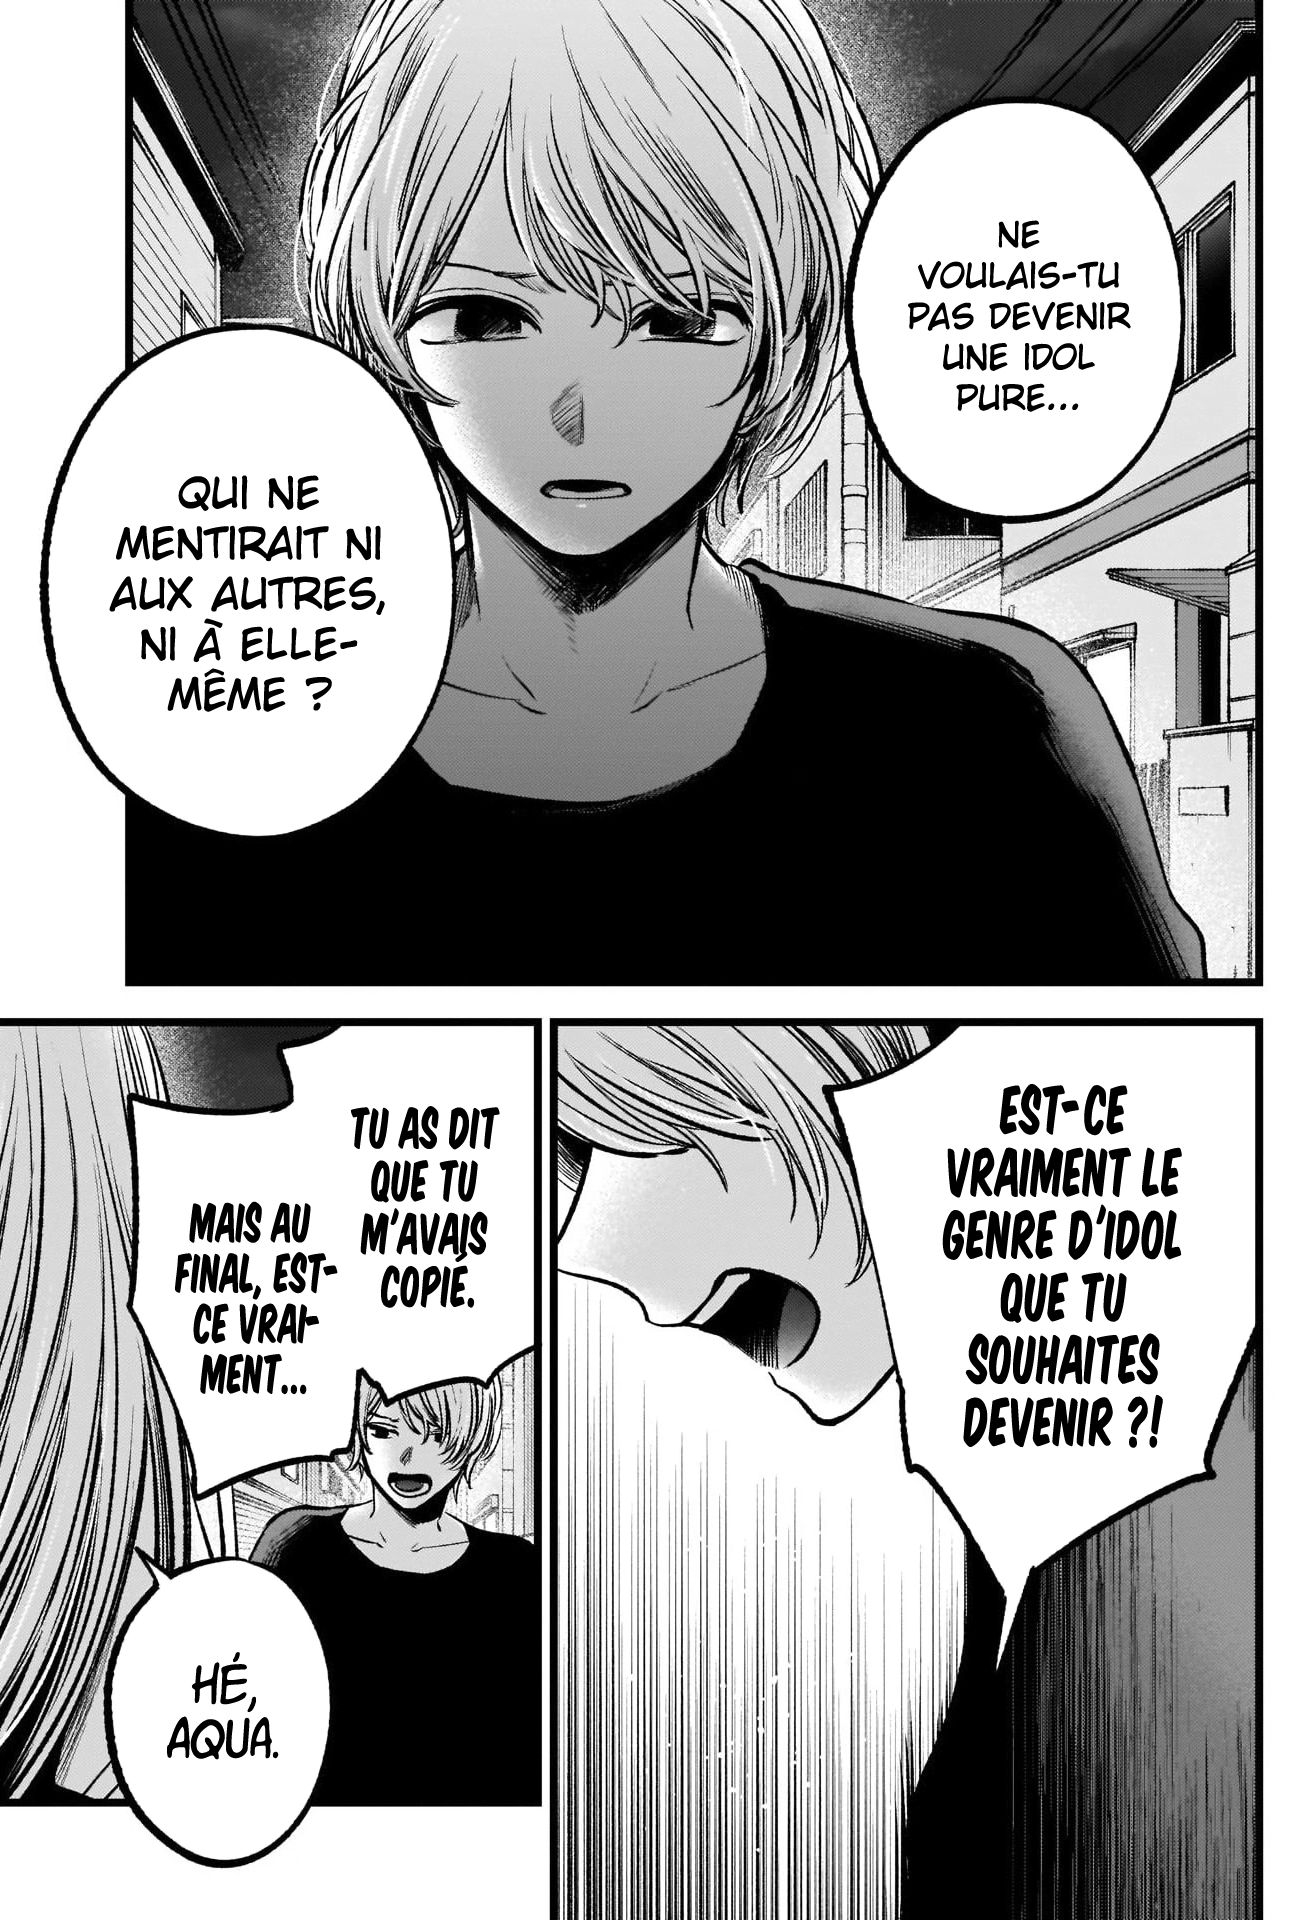 NE
VOULAIS-TU
PAS DEVENIR
UNE IDOL
PURE...
QUI NE
MENTIRAIT NI
AUX AUTRES,
NI À ELLE-
MÊME ?
EST-CE
VRAIMENT LE
GENRE D'IDOL
QUE TU
SOUHAITES
DEVENIR ?!
TU AS DIT
QUE TU
M'AVAIS
COPIÉ.
MAIS AU
FINAL, EST-
CE VRAI-
MENT...
HÉ,
AQUA.